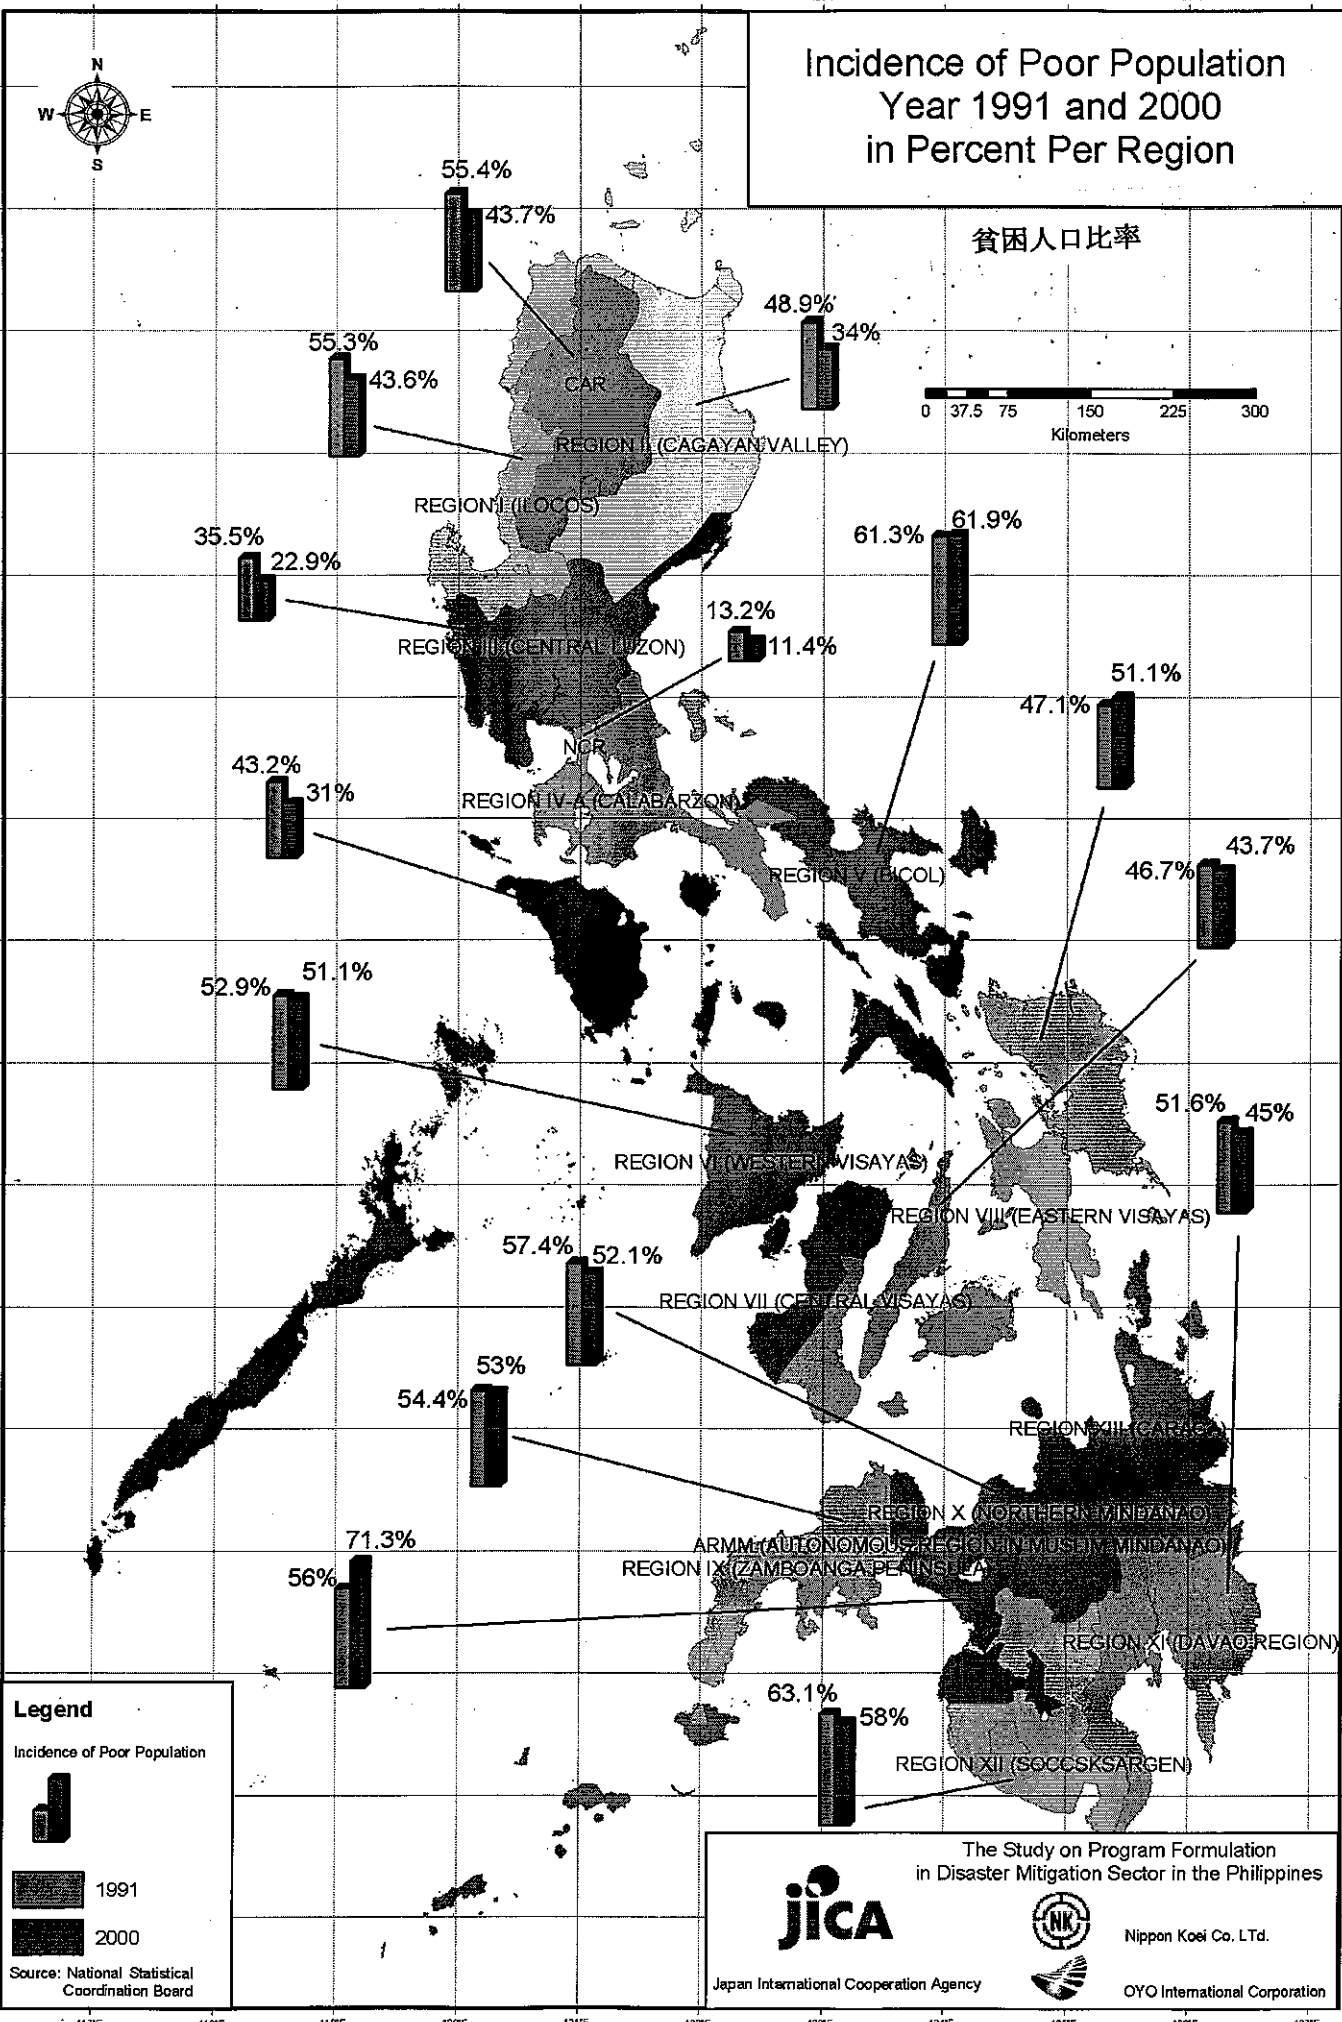 Incidence of Poor Population
Year 1991 and 2000
in Percent Per Region
貧困人口比率
N
W
E
S
55.4%
43.7%
48.9%
34%
55.3%
43.6%
CAR
0 37.5 75 150 225 300
Kilometers
REGION II (CAGAYAN VALLEY)
REGION I (ILOCOS)
35.5%
22.9%
61.3%
61.9%
13.2%
11.4%
REGION III (CENTRAL LUZON)
51.1%
47.1%
NCR
43.2%
31%
REGION IV-A (CALABARZON)
43.7%
46.7%
REGION V (BICOL)
52.9%
51.1%
51.6%
45%
REGION VI (WESTERN VISAYAS)
REGION VIII (EASTERN VISAYAS)
57.4%
52.1%
REGION VII (CENTRAL VISAYAS)
53%
54.4%
REGION XIII (CARAGA)
REGION X (NORTHERN MINDANAO)
ARMM (AUTONOMOUS REGION IN MUSLIM MINDANAO)
REGION IX (ZAMBOANGA PENINSULA)
71.3%
56%
REGION XI (DAVAO REGION)
63.1%
58%
REGION XII (SOCCSKSARGEN)
Legend
Incidence of Poor Population
1991
2000
Source: National Statistical
Coordination Board
The Study on Program Formulation
in Disaster Mitigation Sector in the Philippines
JICA
NK
Nippon Koei Co. LTd.
Japan International Cooperation Agency
OYO International Corporation